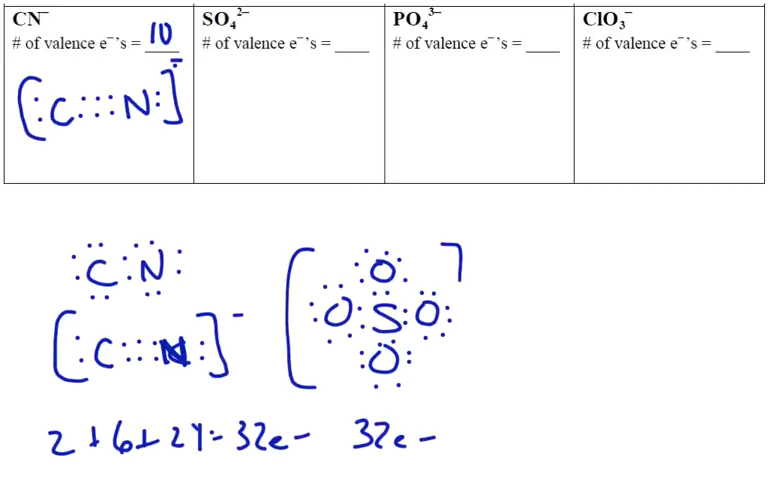 CN⁻
# of valence e⁻'s = 10
[:C:::N:]⁻
SO₄²⁻
# of valence e⁻'s = ____
PO₄³⁻
# of valence e⁻'s = ____
ClO₃⁻
# of valence e⁻'s = ____
:C:N:
[:C:::N:]⁻
O
O S O
O
2 + 6 + 24 = 32e- 32e-